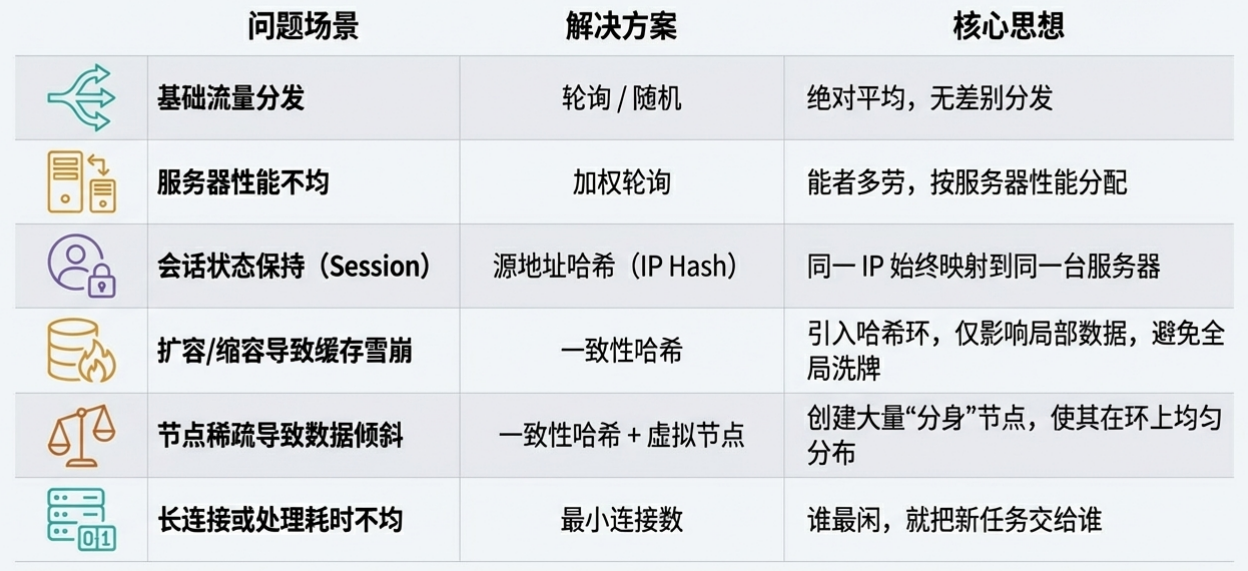 问题场景 解决方案 核心思想
基础流量分发 轮询 / 随机 绝对平均，无差别分发
服务器性能不均 加权轮询 能者多劳，按服务器性能分配
会话状态保持（Session） 源地址哈希（IP Hash） 同一 IP 始终映射到同一台服务器
扩容/缩容导致缓存雪崩 一致性哈希 引入哈希环，仅影响局部数据，避免全
局洗牌
节点稀疏导致数据倾斜 一致性哈希 + 虚拟节点 创建大量“分身”节点，使其在环上均匀
分布
长连接或处理耗时不均 最小连接数 谁最闲，就把新任务交给谁
01